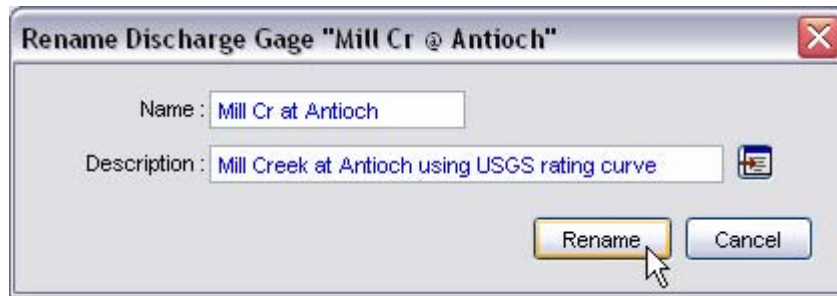 Rename Discharge Gage "Mill Cr @ Antioch"
Name : Mill Cr at Antioch
Description : Mill Creek at Antioch using USGS rating curve
Rename Cancel